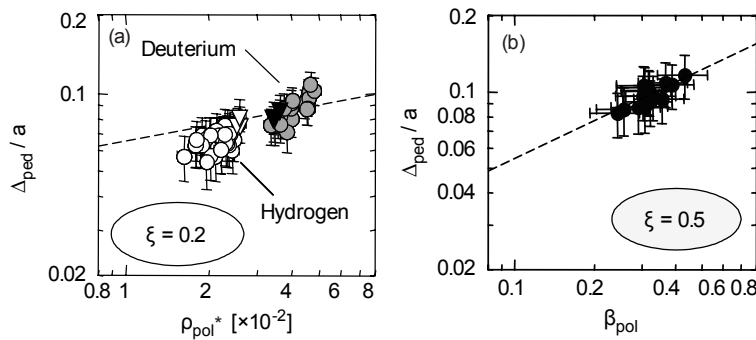 0.2
(a)
Deuterium
0.1
Δped / a
Hydrogen
ξ = 0.2
0.02
0.8
1
2
4
6
8
ρpol* [×10-2]
0.2
(b)
0.1
0.08
0.06
0.04
0.02
Δped / a
ξ = 0.5
0.1
0.2
0.4
0.6
0.8
βpol